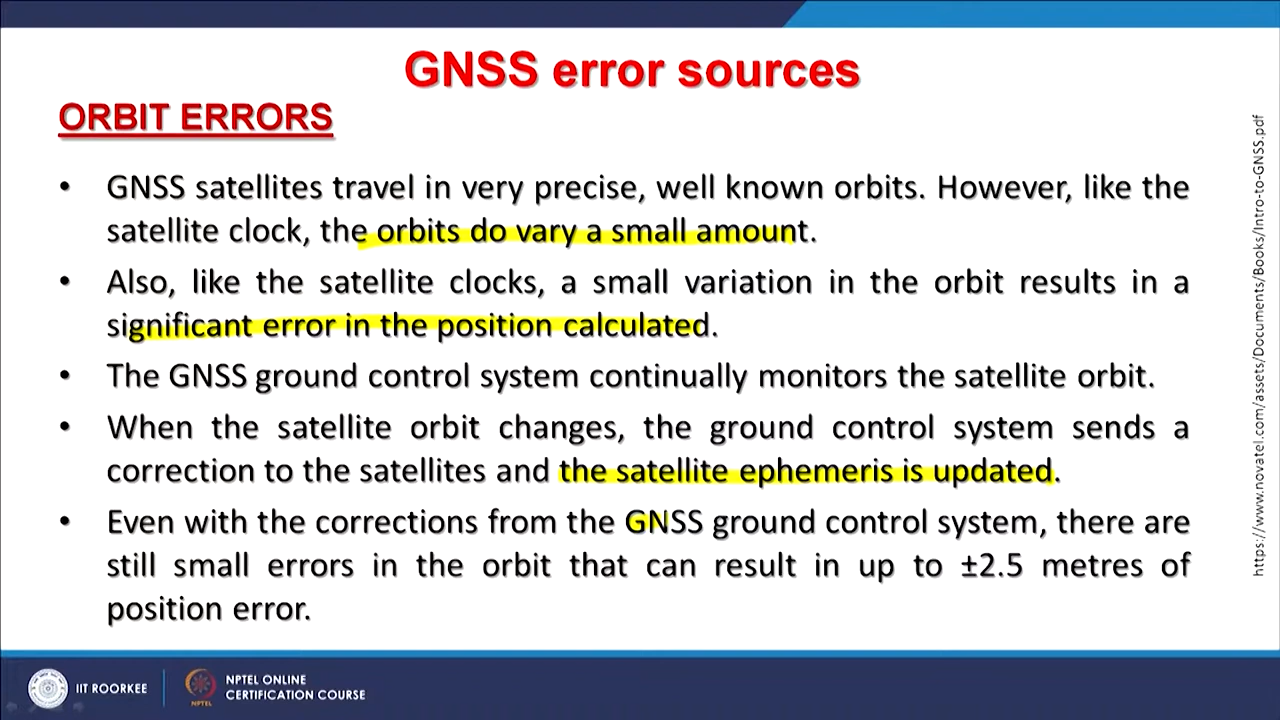 GNSS error sources
ORBIT ERRORS
• GNSS satellites travel in very precise, well known orbits. However, like the
satellite clock, the orbits do vary a small amount.
• Also, like the satellite clocks, a small variation in the orbit results in a
significant error in the position calculated.
• The GNSS ground control system continually monitors the satellite orbit.
• When the satellite orbit changes, the ground control system sends a
correction to the satellites and the satellite ephemeris is updated.
• Even with the corrections from the GNSS ground control system, there are
still small errors in the orbit that can result in up to ±2.5 metres of
position error.
https://www.novatel.com/assets/Documents/Books/Intro-to-GNSS.pdf
IIT ROORKEE
NPTEL
NPTEL ONLINE
CERTIFICATION COURSE